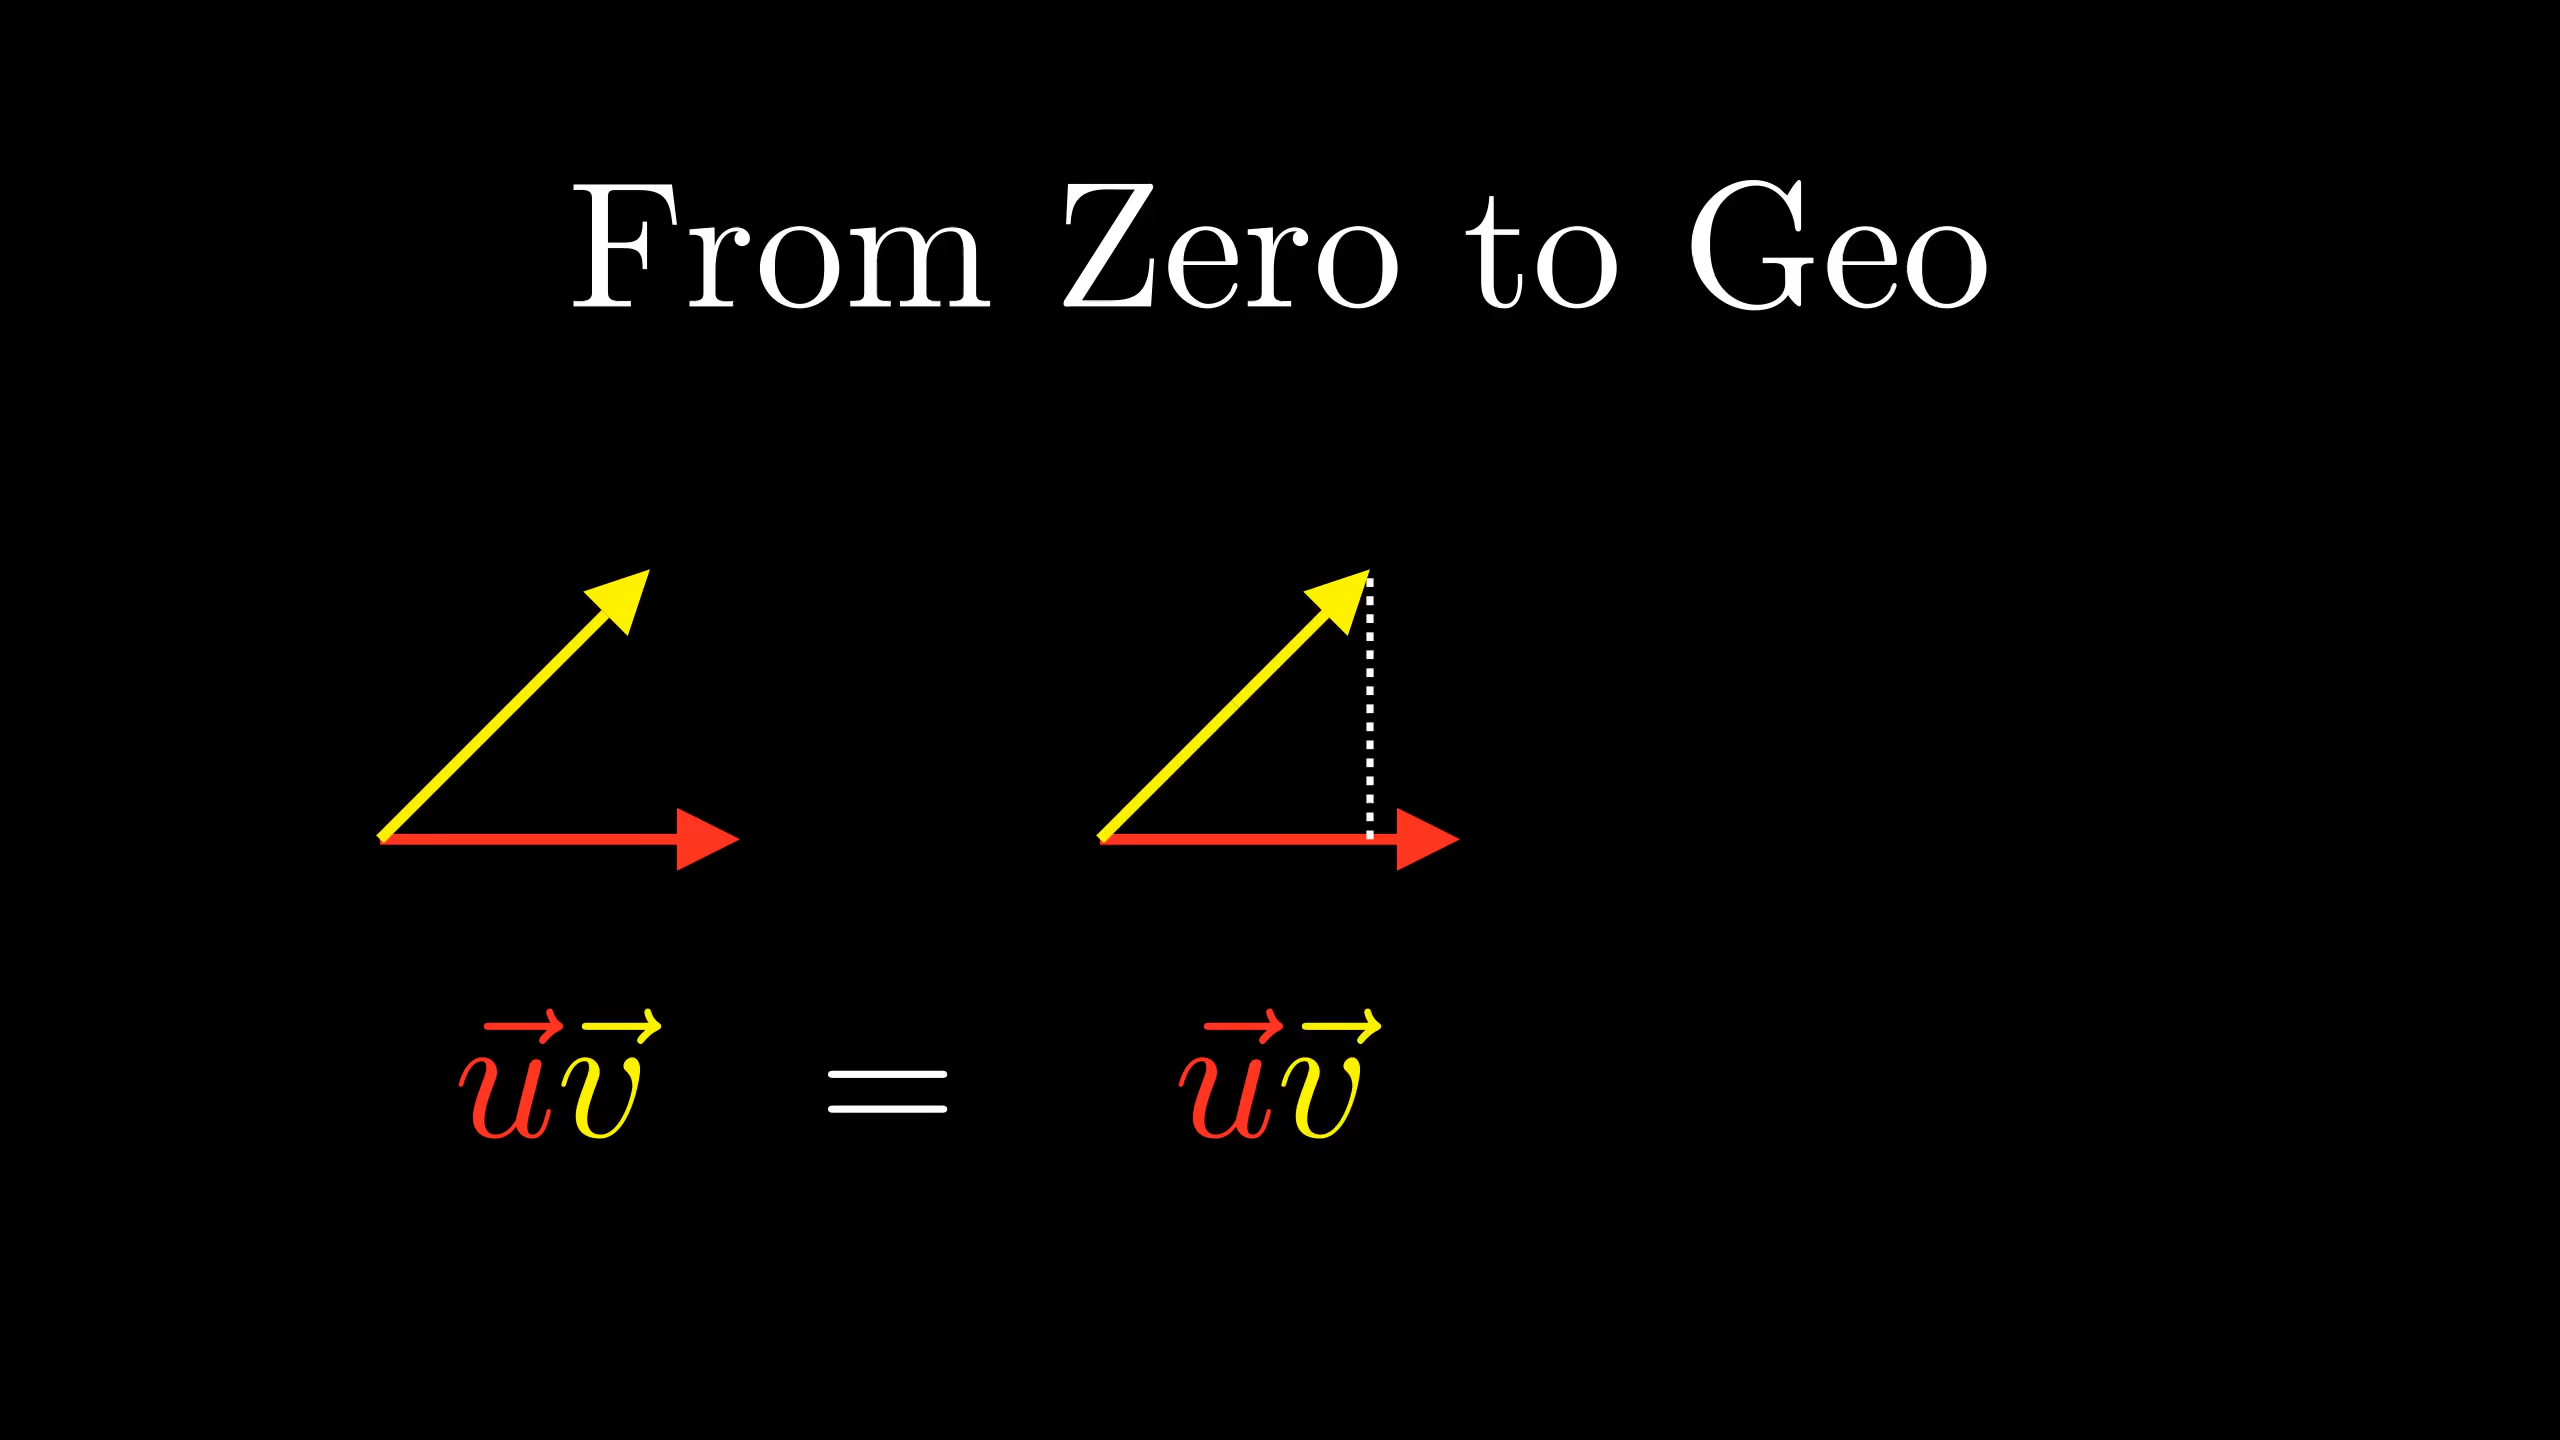 From Zero to Geo
u⃗v⃗ = u⃗v⃗